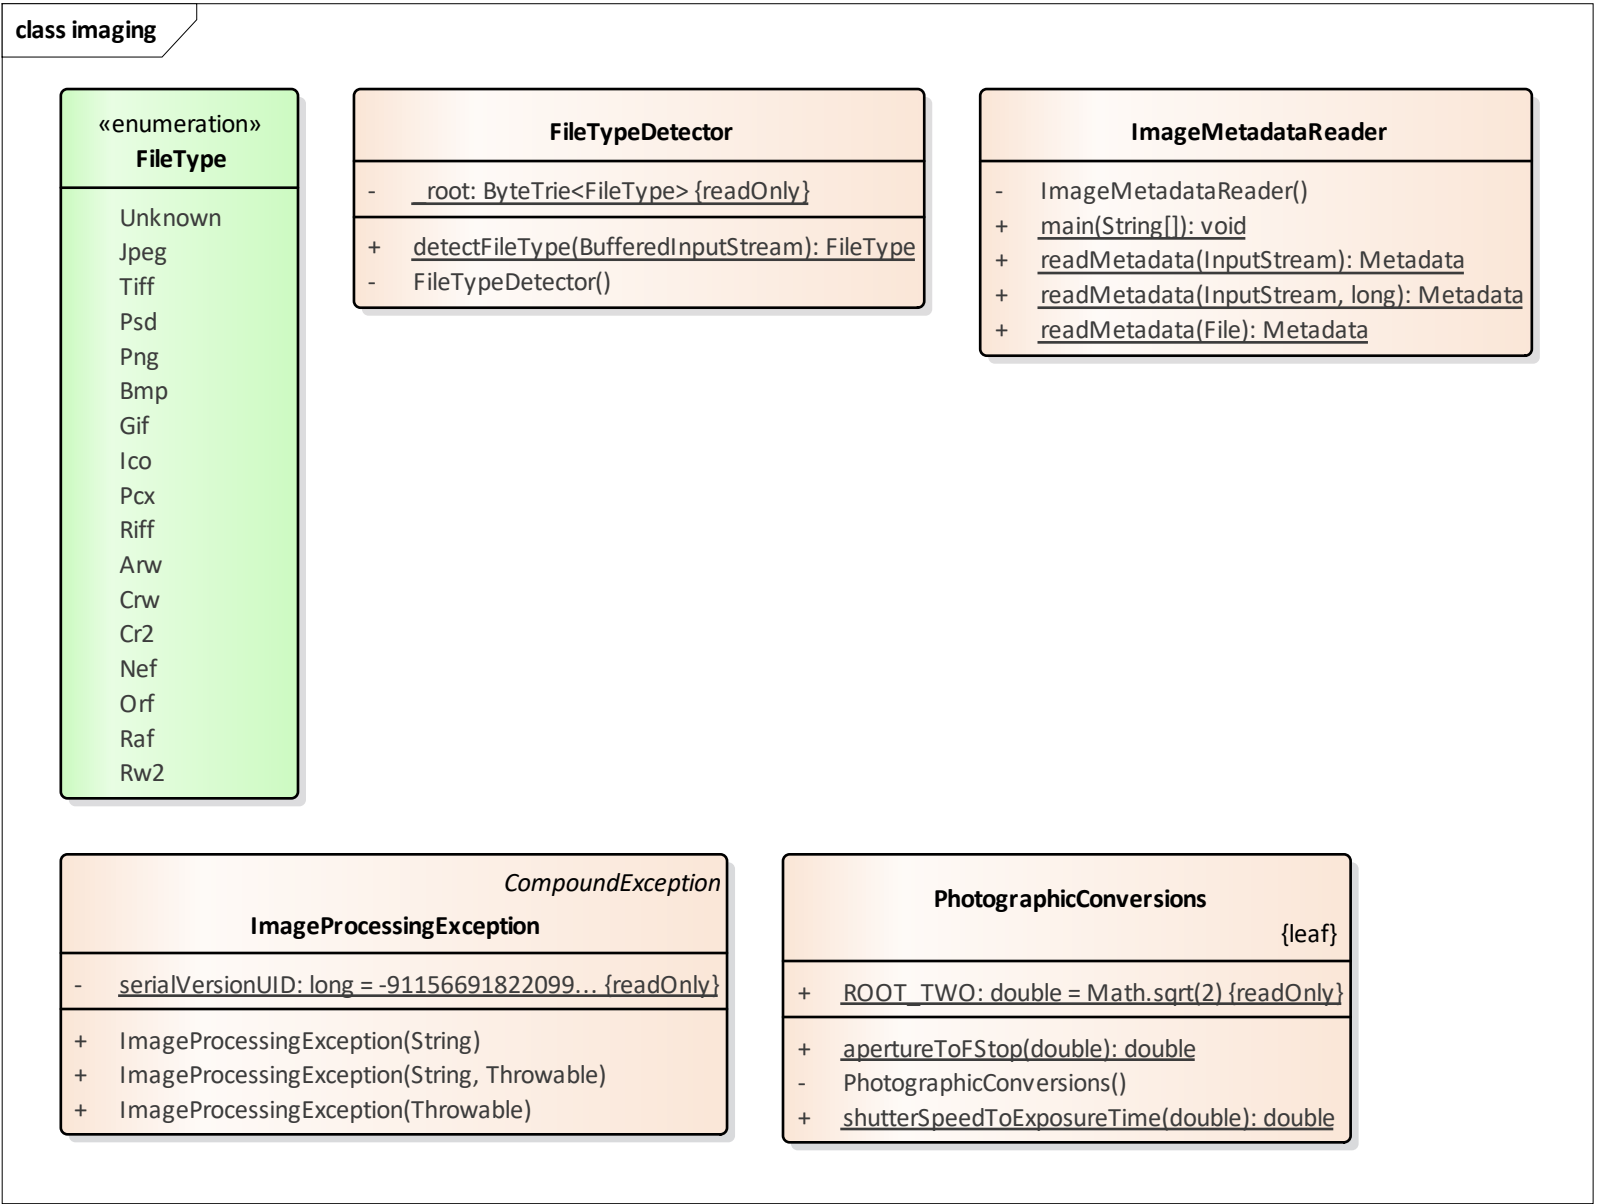 class imaging
«enumeration»
FileType
Unknown
Jpeg
Tiff
Psd
Png
Bmp
Gif
Ico
Pcx
Riff
Arw
Crw
Cr2
Nef
Orf
Raf
Rw2
FileTypeDetector
- _root: ByteTrie<FileType> {readOnly}
+ detectFileType(BufferedInputStream): FileType
- FileTypeDetector()
ImageMetadataReader
- ImageMetadataReader()
+ main(String[]): void
+ readMetadata(InputStream): Metadata
+ readMetadata(InputStream, long): Metadata
+ readMetadata(File): Metadata
CompoundException
ImageProcessingException
- serialVersionUID: long = -91156691822099... {readOnly}
+ ImageProcessingException(String)
+ ImageProcessingException(String, Throwable)
+ ImageProcessingException(Throwable)
PhotographicConversions
{leaf}
+ ROOT_TWO: double = Math.sqrt(2) {readOnly}
+ apertureToFStop(double): double
- PhotographicConversions()
+ shutterSpeedToExposureTime(double): double